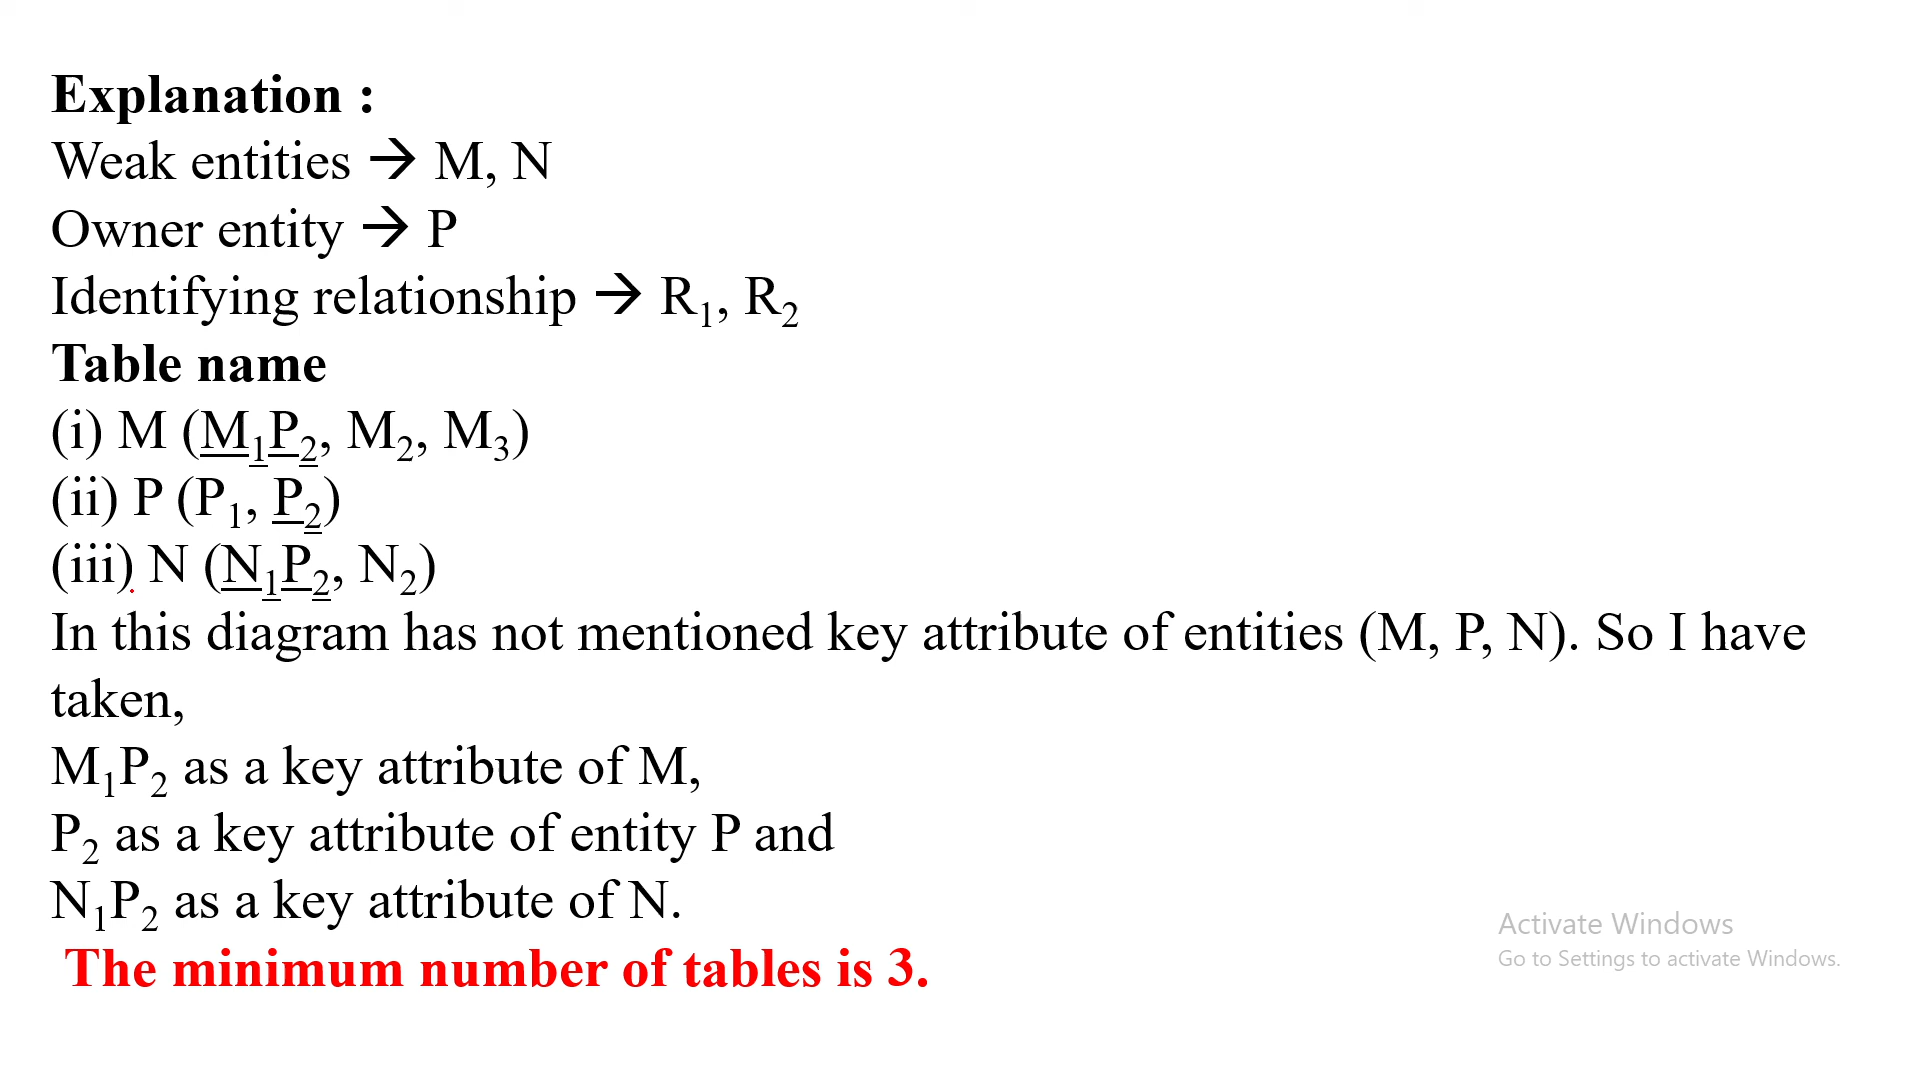 Explanation :
Weak entities → M, N
Owner entity → P
Identifying relationship → R₁, R₂
Table name
(i) M (M₁P₂, M₂, M₃)
(ii) P (P₁, P₂)
(iii) N (N₁P₂, N₂)
In this diagram has not mentioned key attribute of entities (M, P, N). So I have
taken,
M₁P₂ as a key attribute of M,
P₂ as a key attribute of entity P and
N₁P₂ as a key attribute of N.
The minimum number of tables is 3.
Activate Windows
Go to Settings to activate Windows.